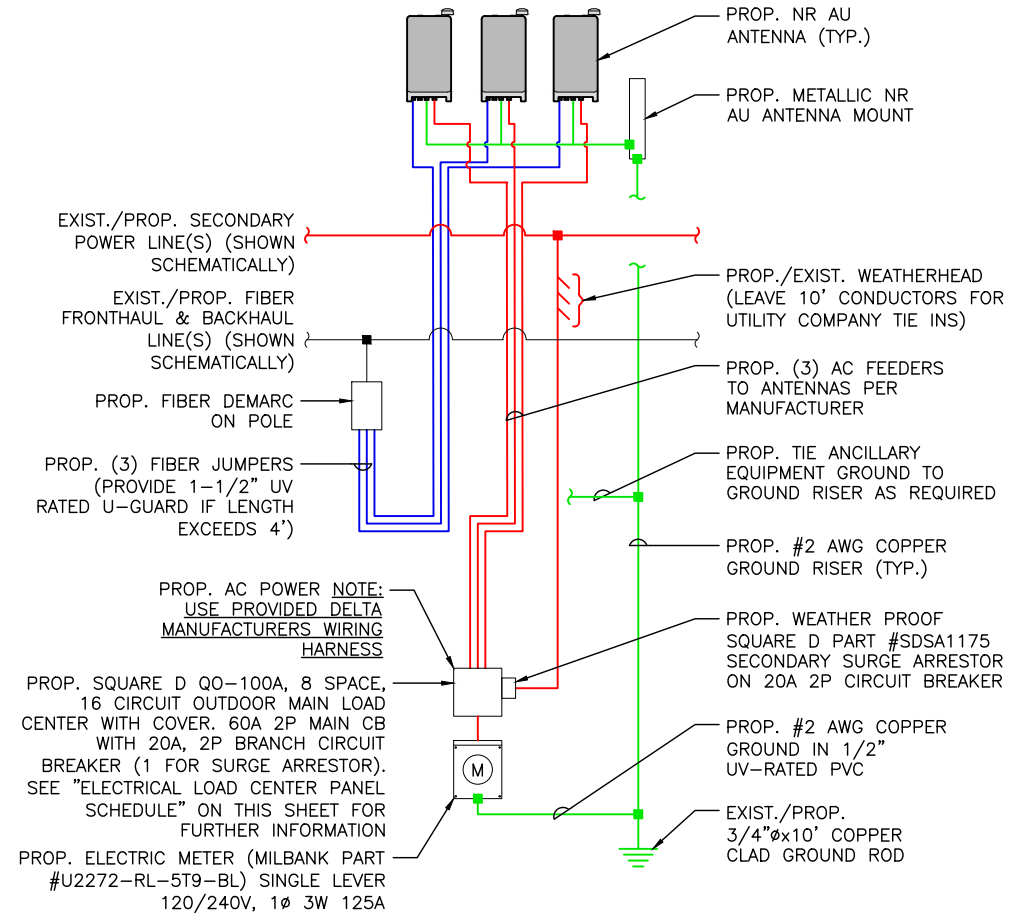 PROP. NR AU
ANTENNA (TYP.)
PROP. METALLIC NR
AU ANTENNA MOUNT
EXIST./PROP. SECONDARY
POWER LINE(S) (SHOWN
SCHEMATICALLY)
EXIST./PROP. FIBER
FRONTHAUL & BACKHAUL
LINE(S) (SHOWN
SCHEMATICALLY)
PROP. FIBER DEMARC
ON POLE
PROP. (3) FIBER JUMPERS
(PROVIDE 1-1/2" UV
RATED U-GUARD IF LENGTH
EXCEEDS 4')
PROP./EXIST. WEATHERHEAD
(LEAVE 10' CONDUCTORS FOR
UTILITY COMPANY TIE INS)
PROP. (3) AC FEEDERS
TO ANTENNAS PER
MANUFACTURER
PROP. TIE ANCILLARY
EQUIPMENT GROUND TO
GROUND RISER AS REQUIRED
PROP. #2 AWG COPPER
GROUND RISER (TYP.)
PROP. AC POWER NOTE:
USE PROVIDED DELTA
MANUFACTURERS WIRING
HARNESS
PROP. SQUARE D QO-100A, 8 SPACE,
16 CIRCUIT OUTDOOR MAIN LOAD
CENTER WITH COVER. 60A 2P MAIN CB
WITH 20A, 2P BRANCH CIRCUIT
BREAKER (1 FOR SURGE ARRESTOR).
SEE "ELECTRICAL LOAD CENTER PANEL
SCHEDULE" ON THIS SHEET FOR
FURTHER INFORMATION
PROP. ELECTRIC METER (MILBANK PART
#U2272-RL-5T9-BL) SINGLE LEVER
120/240V, 1ø 3W 125A
M
PROP. WEATHER PROOF
SQUARE D PART #SDSA1175
SECONDARY SURGE ARRESTOR
ON 20A 2P CIRCUIT BREAKER
PROP. #2 AWG COPPER
GROUND IN 1/2"
UV-RATED PVC
EXIST./PROP.
3/4"øx10' COPPER
CLAD GROUND ROD